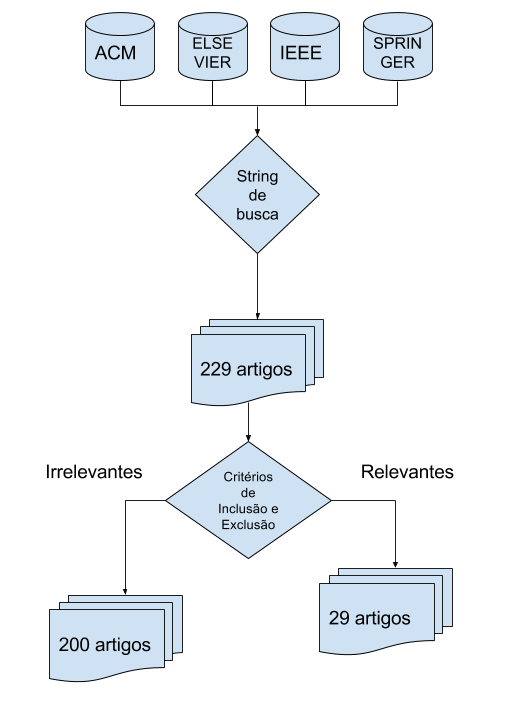 ACM
ELSE
VIER
IEEE
SPRIN
GER
String
de
busca
229 artigos
Irrelevantes
Critérios
de
Inclusão e
Exclusão
Relevantes
200 artigos
29 artigos